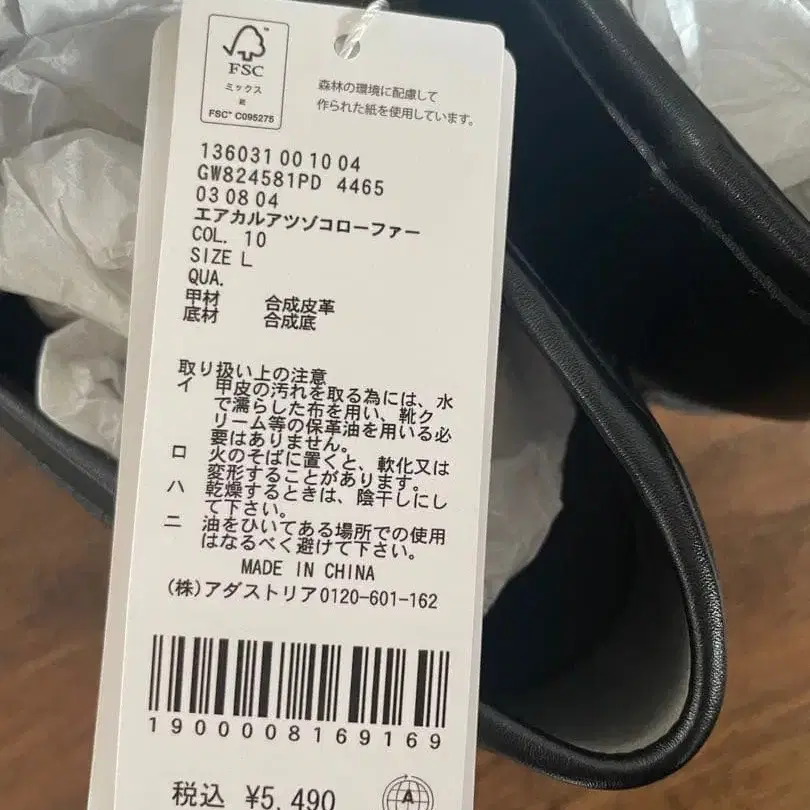 FSC
ミックス
紙
FSC® C095275
森林の環境に配慮して
作られた紙を使用しています。
136031 00 10 04
GW824581PD 4465
03 08 04
エアカルアツゾコローファー
COL. 10
SIZE L
QUA.
甲材 合成皮革
底材 合成底
取り扱い上の注意
イ 甲皮の汚れを取る為には、水
で濡らした布を用い、靴ク
リーム等の保革油を用いる必
要はありません。
ロ 火のそばに置くと、軟化又は
変形することがあります。
ハ 乾燥するときは、陰干しにし
て下さい。
ニ 油をひいてある場所での使用
はなるべく避けて下さい。
MADE IN CHINA
(株)アダストリア0120-601-162
1900008169169
税込 ¥5,490
A